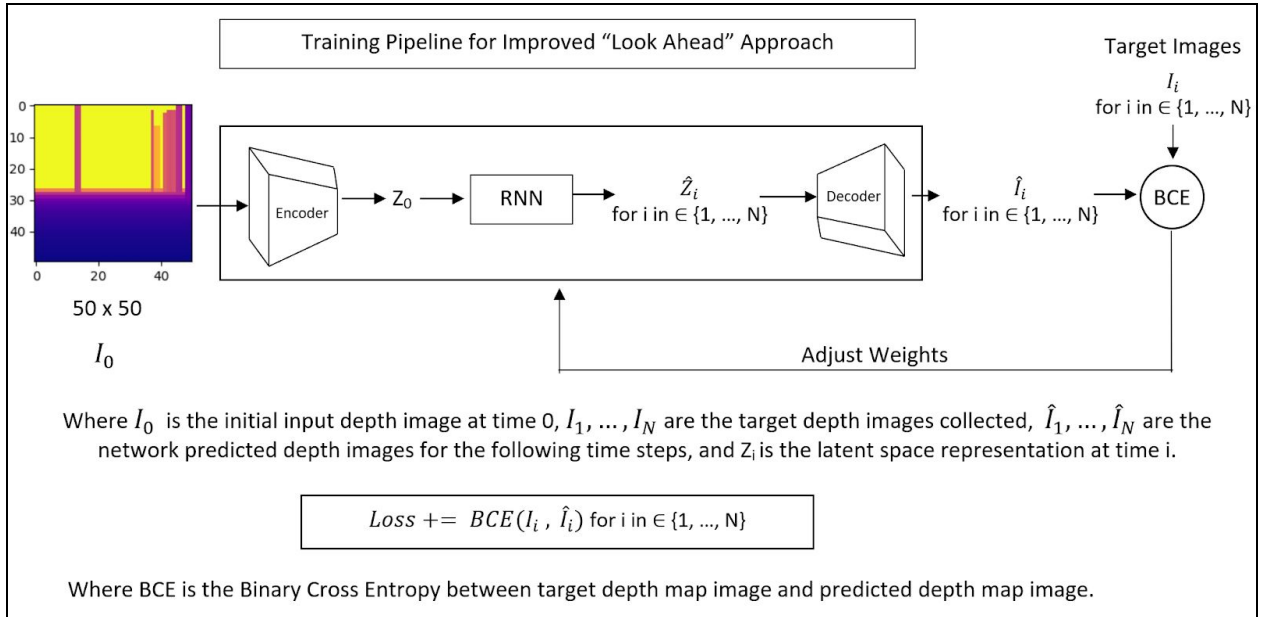 Training Pipeline for Improved “Look Ahead” Approach
Target Images
I_i
for i in ∈ {1, ..., N}
0
10
20
30
40
0 20 40
50 x 50
I_0
Encoder
Z_0
RNN
Ẑ_i
for i in ∈ {1, ..., N}
Decoder
Î_i
for i in ∈ {1, ..., N}
BCE
Adjust Weights
Where I_0 is the initial input depth image at time 0, I_1, ... , I_N are the target depth images collected, Î_1, ... , Î_N are the
network predicted depth images for the following time steps, and Z_i is the latent space representation at time i.
Loss += BCE(I_i , Î_i) for i in ∈ {1, ..., N}
Where BCE is the Binary Cross Entropy between target depth map image and predicted depth map image.